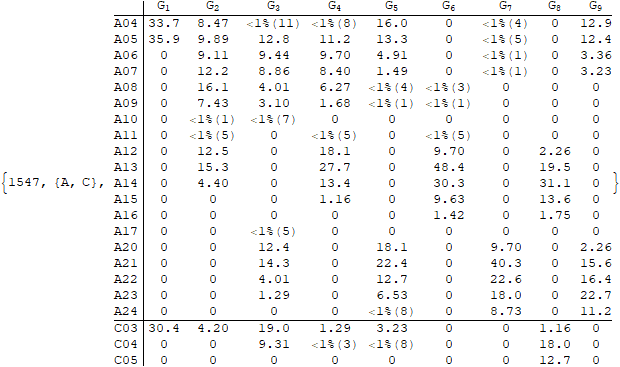 G1 G2 G3 G4 G5 G6 G7 G8 G9
A04 33.7 8.47 <1%(11) <1%(8) 16.0 0 <1%(4) 0 12.9
A05 35.9 9.89 12.8 11.2 13.3 0 <1%(5) 0 12.4
A06 0 9.11 9.44 9.70 4.91 0 <1%(1) 0 3.36
A07 0 12.2 8.86 8.40 1.49 0 <1%(1) 0 3.23
A08 0 16.1 4.01 6.27 <1%(4) <1%(3) 0 0 0
A09 0 7.43 3.10 1.68 <1%(1) <1%(1) 0 0 0
A10 0 <1%(1) <1%(7) 0 0 0 0 0 0
A11 0 <1%(5) 0 <1%(5) 0 <1%(5) 0 0 0
A12 0 12.5 0 18.1 0 9.70 0 2.26 0
A13 0 15.3 0 27.7 0 48.4 0 19.5 0
{1547, {A, C}, A14 0 4.40 0 13.4 0 30.3 0 31.1 0 }
A15 0 0 0 1.16 0 9.63 0 13.6 0
A16 0 0 0 0 0 1.42 0 1.75 0
A17 0 0 <1%(5) 0 0 0 0 0 0
A20 0 0 12.4 0 18.1 0 9.70 0 2.26
A21 0 0 14.3 0 22.4 0 40.3 0 15.6
A22 0 0 4.01 0 12.7 0 22.6 0 16.4
A23 0 0 1.29 0 6.53 0 18.0 0 22.7
A24 0 0 0 0 <1%(8) 0 8.73 0 11.2
C03 30.4 4.20 19.0 1.29 3.23 0 0 1.16 0
C04 0 0 9.31 <1%(3) <1%(8) 0 0 18.0 0
C05 0 0 0 0 0 0 0 12.7 0